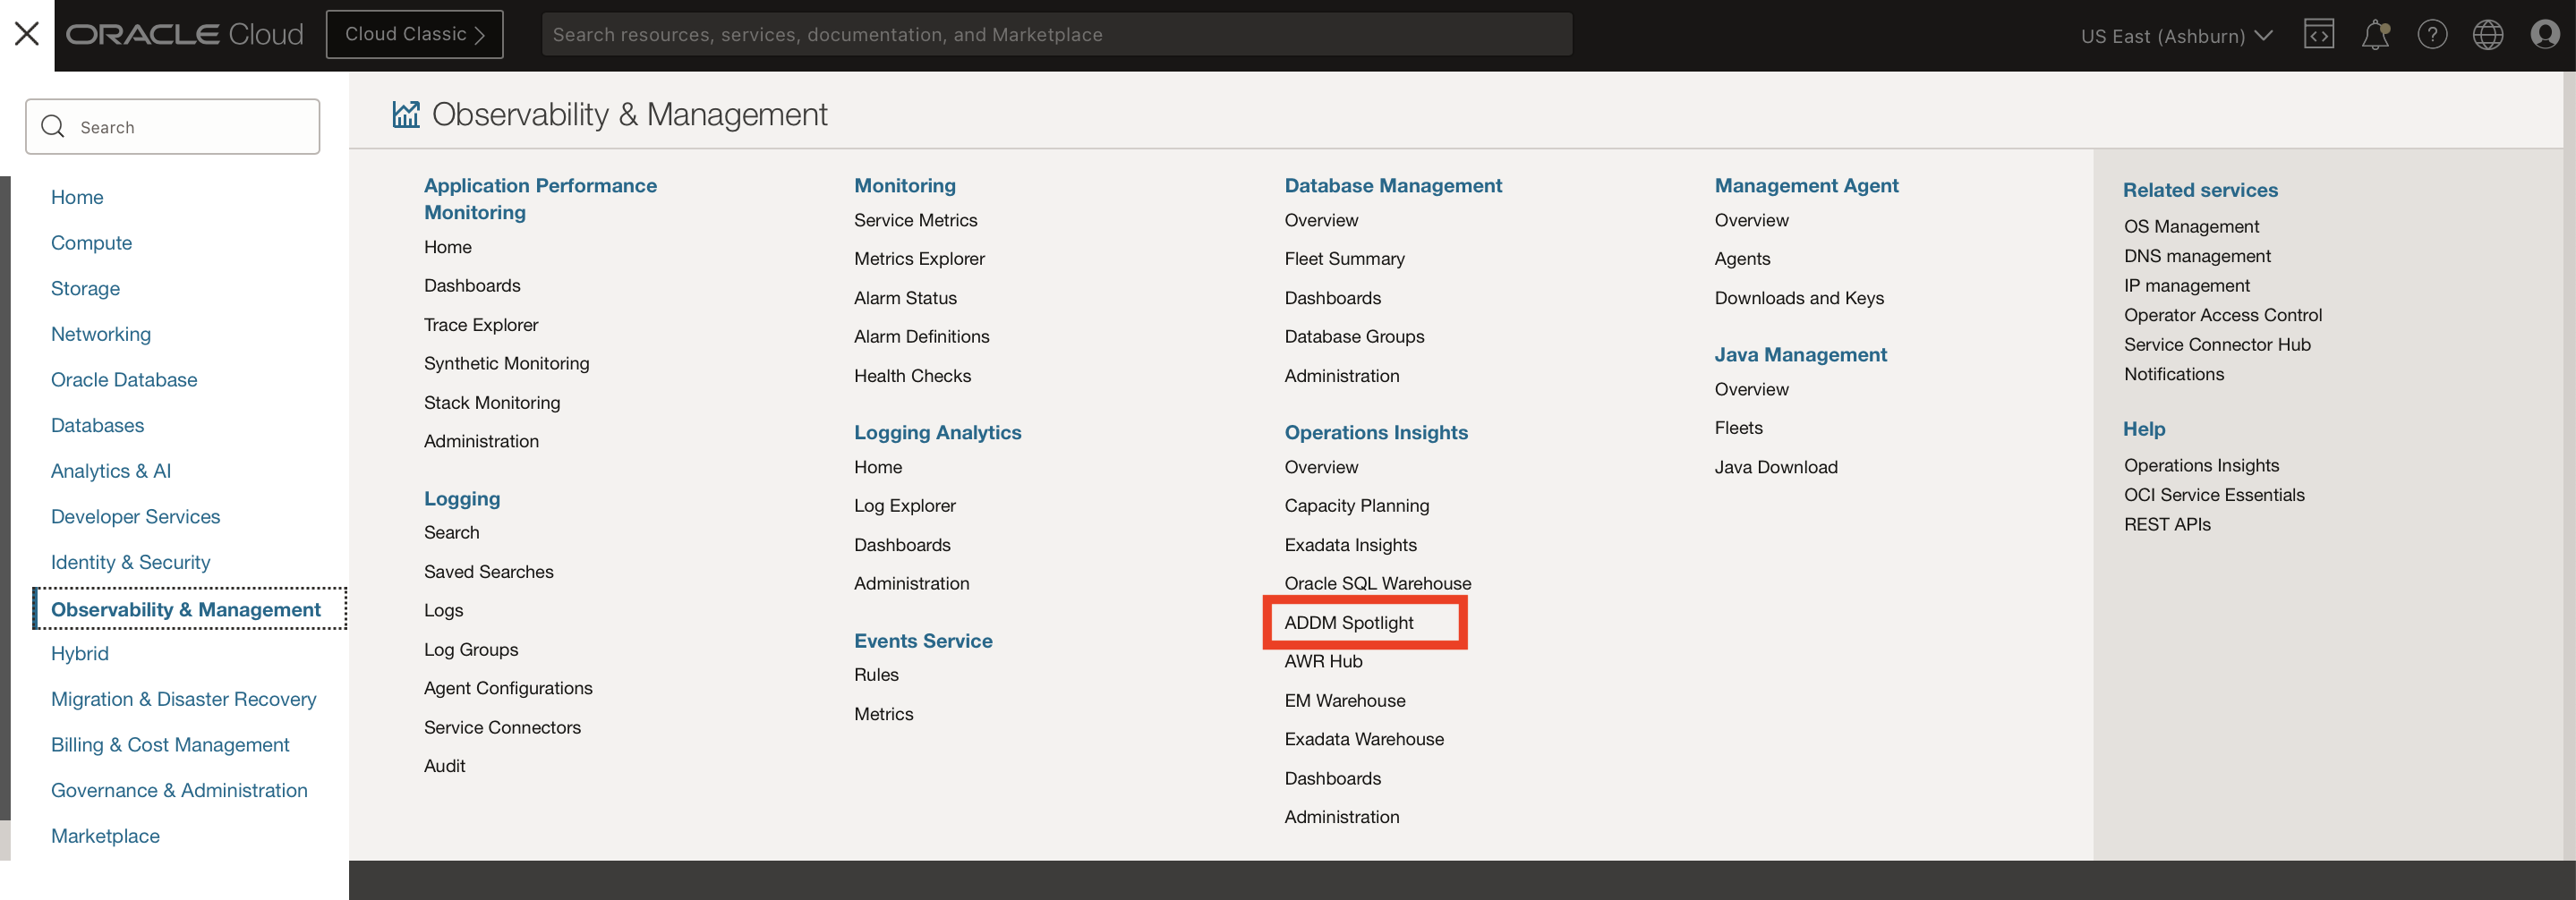 ORACLE Cloud
Cloud Classic
Search resources, services, documentation, and Marketplace
US East (Ashburn)
Search
Home
Compute
Storage
Networking
Oracle Database
Databases
Analytics & AI
Developer Services
Identity & Security
Observability & Management
Hybrid
Migration & Disaster Recovery
Billing & Cost Management
Governance & Administration
Marketplace
Observability & Management
Application Performance
Monitoring
Home
Dashboards
Trace Explorer
Synthetic Monitoring
Stack Monitoring
Administration
Logging
Search
Saved Searches
Logs
Log Groups
Agent Configurations
Service Connectors
Audit
Monitoring
Service Metrics
Metrics Explorer
Alarm Status
Alarm Definitions
Health Checks
Logging Analytics
Home
Log Explorer
Dashboards
Administration
Events Service
Rules
Metrics
Database Management
Overview
Fleet Summary
Dashboards
Database Groups
Administration
Operations Insights
Overview
Capacity Planning
Exadata Insights
Oracle SQL Warehouse
ADDM Spotlight
AWR Hub
EM Warehouse
Exadata Warehouse
Dashboards
Administration
Management Agent
Overview
Agents
Downloads and Keys
Java Management
Overview
Fleets
Java Download
Related services
OS Management
DNS management
IP management
Operator Access Control
Service Connector Hub
Notifications
Help
Operations Insights
OCI Service Essentials
REST APIs